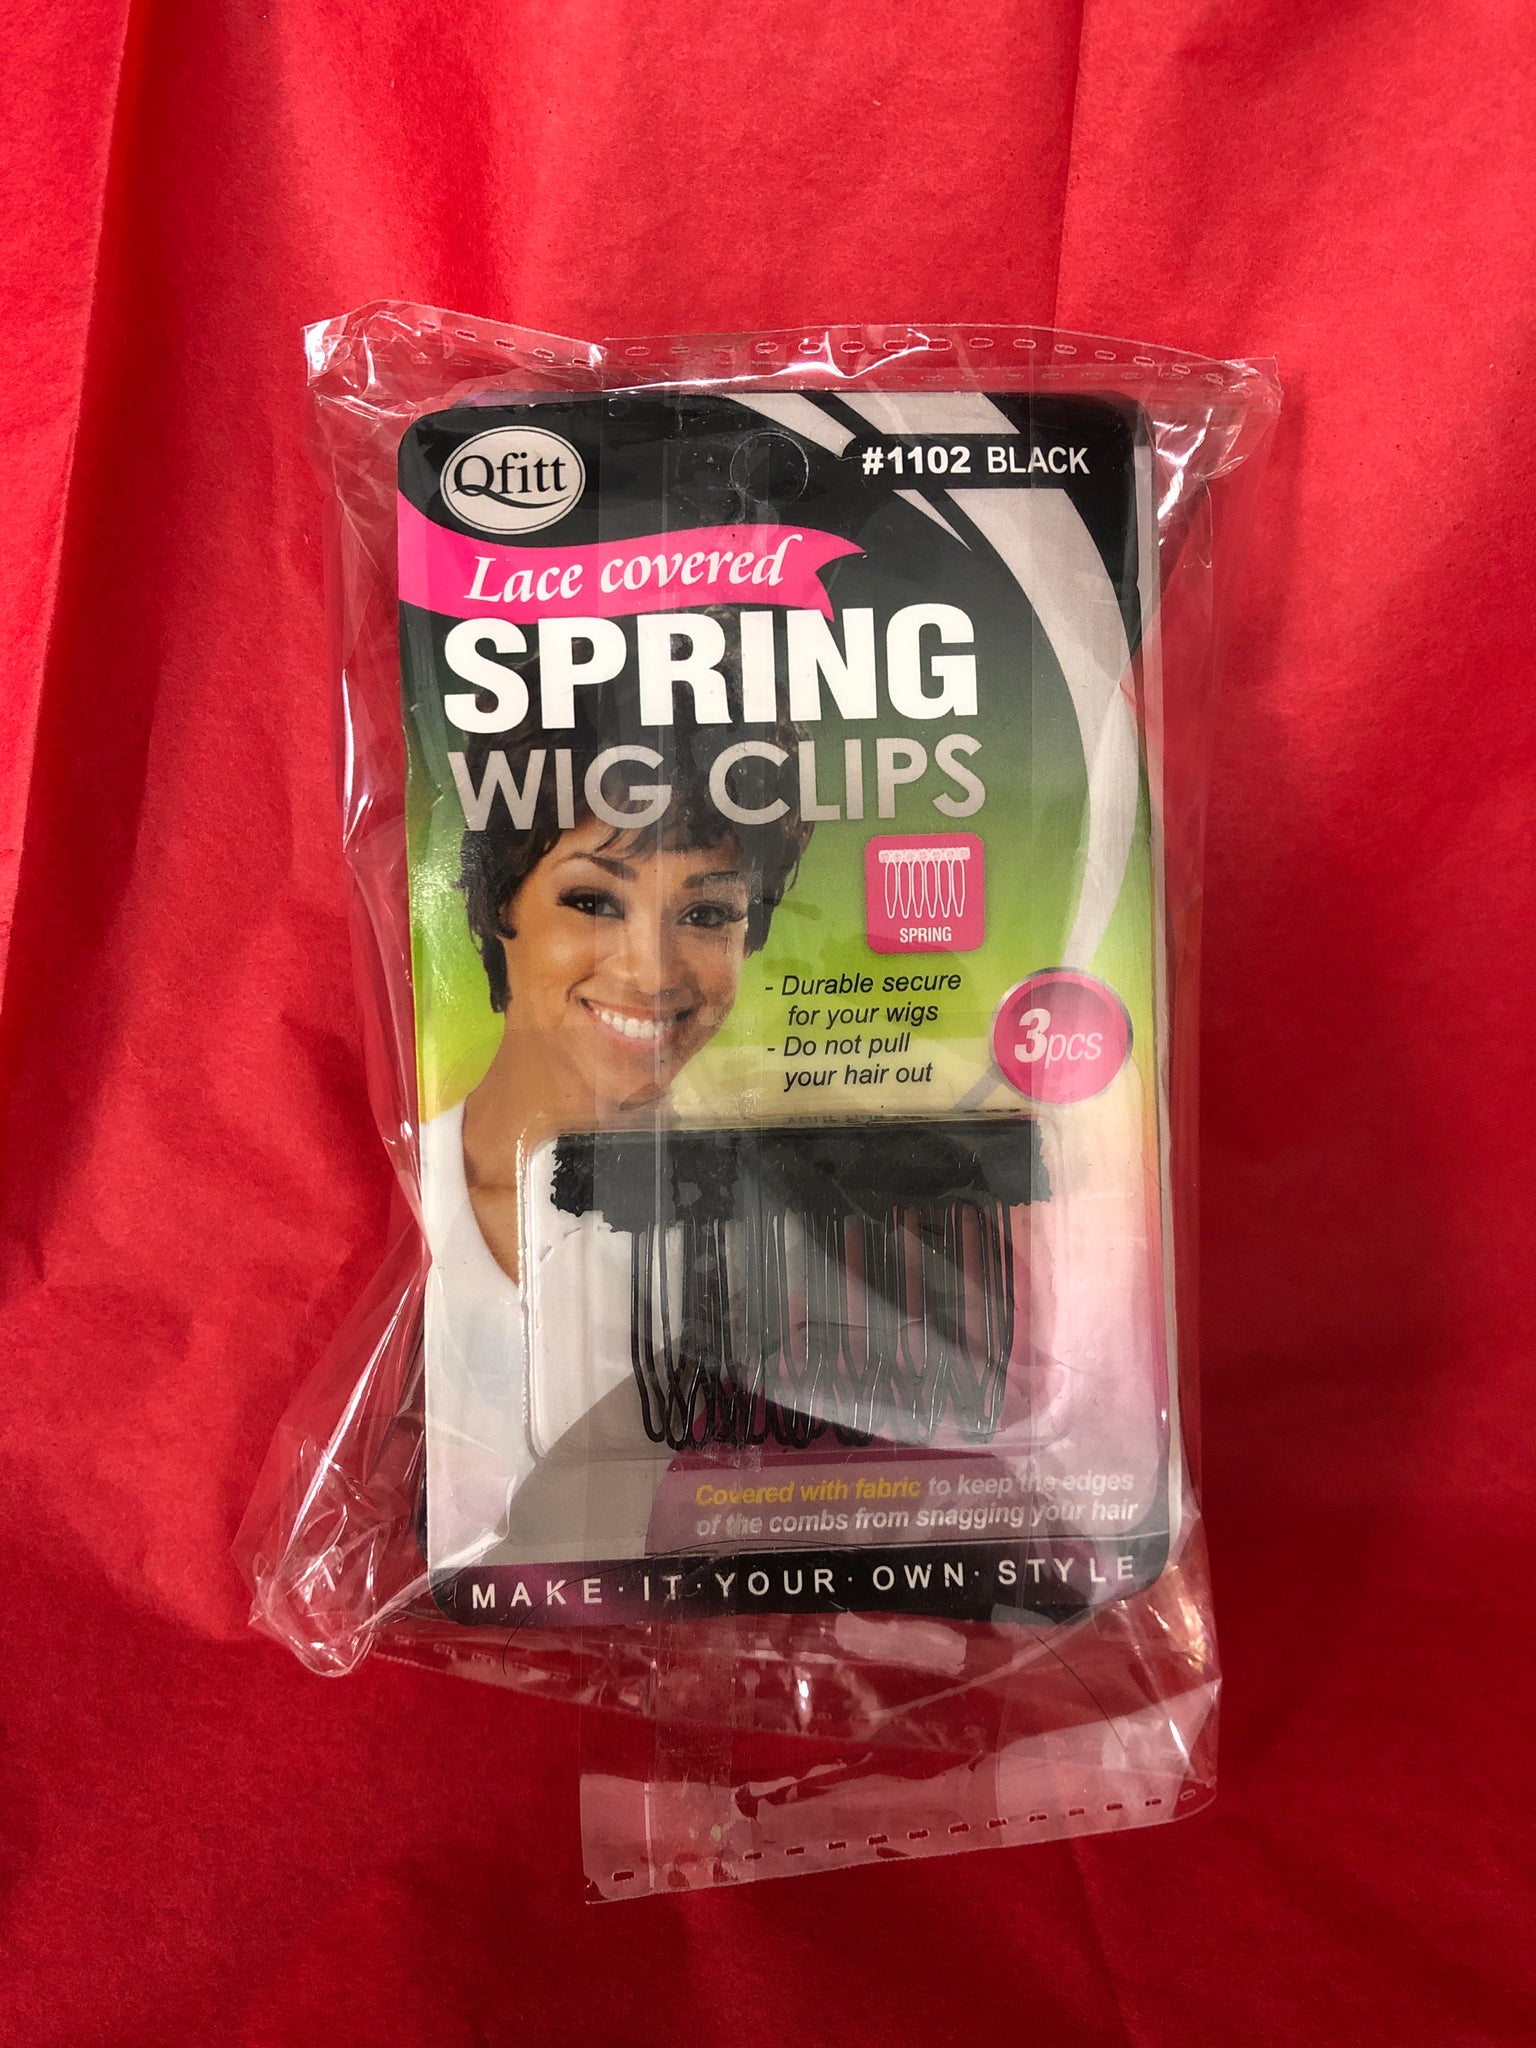 Qfitt
#1102 BLACK
Lace covered
SPRING
WIG CLIPS
SPRING
- Durable secure
for your wigs
- Do not pull
your hair out
3pcs
Covered with fabric to keep the edges
of the combs from snagging your hair
MAKE·IT·YOUR·OWN·STYLE